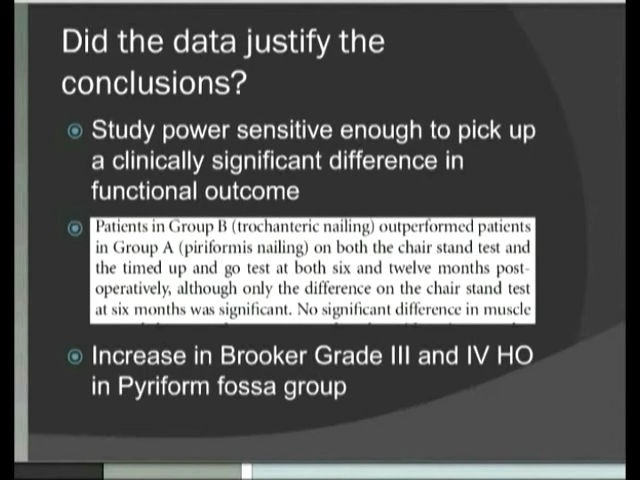 Did the data justify the
conclusions?
Study power sensitive enough to pick up
a clinically significant difference in
functional outcome
Patients in Group B (trochanteric nailing) outperformed patients
in Group A (piriformis nailing) on both the chair stand test and
the timed up and go test at both six and twelve months post-
operatively, although only the difference on the chair stand test
at six months was significant. No significant difference in muscle
Increase in Brooker Grade III and IV HO
in Pyriform fossa group